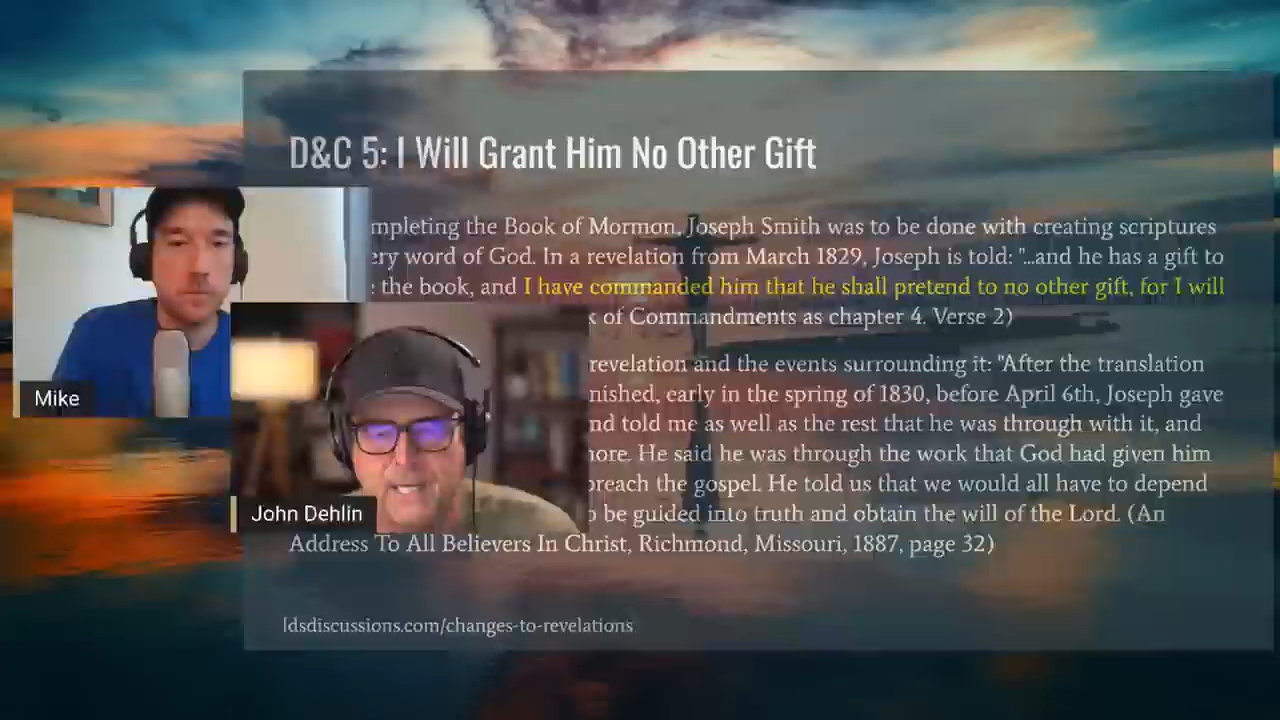 D&C 5: I Will Grant Him No Other Gift
mpleting the Book of Mormon, Joseph Smith was to be done with creating scriptures
ery word of God. In a revelation from March 1829, Joseph is told: "...and he has a gift to
the book, and I have commanded him that he shall pretend to no other gift, for I will
of Commandments as chapter 4. Verse 2)
revelation and the events surrounding it: "After the translation
nished, early in the spring of 1830, before April 6th, Joseph gave
nd told me as well as the rest that he was through with it, and
more. He said he was through the work that God had given him
preach the gospel. He told us that we would all have to depend
be guided into truth and obtain the will of the Lord. (An
Address To All Believers In Christ, Richmond, Missouri, 1887, page 32)
ldsdiscussions.com/changes-to-revelations
Mike
John Dehlin